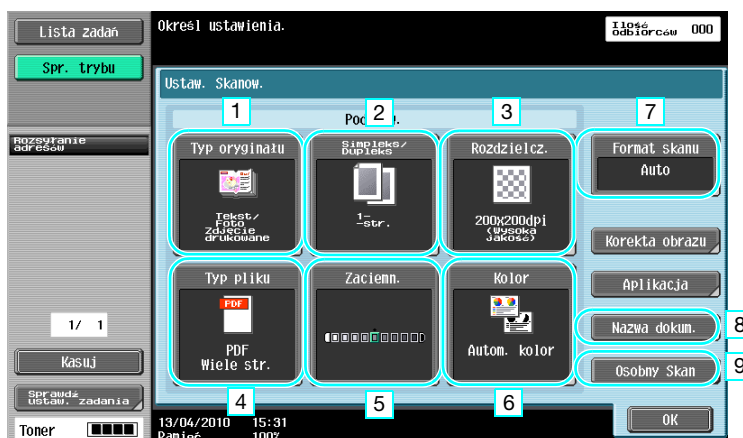 Lista zadań
Określ ustawienia.
Ilość
odbiorców 000
Spr. trybu
Ustaw. Skanow.
1
2
3
7
Rozsyłanie
adresów
Typ oryginału
Simpleks/
Dupleks
Rozdzielcz.
Format skanu
Auto
Tekst/
Foto
Zdjęcie
drukowane
1-
-str.
200X200dpi
(Wysoka
Jakość)
Korekta obrazu
Typ pliku
Zaciemn.
Kolor
Aplikacja
PDF
PDF
Wiele str.
Autom. kolor
Nazwa dokum.
8
1/ 1
Kasuj
Osobny Skan
9
Sprawdź
ustaw. zadania
4
5
6
OK
Toner
13/04/2010 15:31
Pamięć 100%